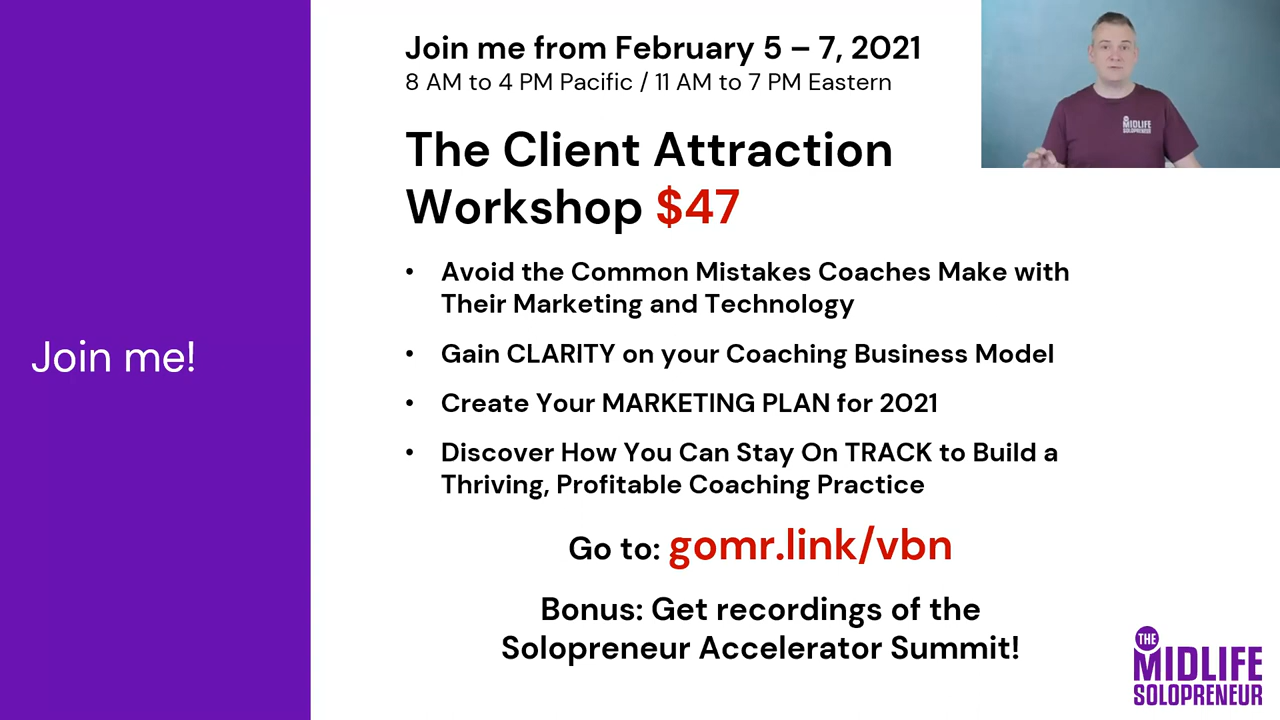 Join me!
Join me from February 5 – 7, 2021
8 AM to 4 PM Pacific / 11 AM to 7 PM Eastern
The Client Attraction
Workshop $47
• Avoid the Common Mistakes Coaches Make with
Their Marketing and Technology
• Gain CLARITY on your Coaching Business Model
• Create Your MARKETING PLAN for 2021
• Discover How You Can Stay On TRACK to Build a
Thriving, Profitable Coaching Practice
Go to: gomr.link/vbn
Bonus: Get recordings of the
Solopreneur Accelerator Summit!
MIDLIFE
SOLOPRENEUR
THE
MIDLIFE
SOLOPRENEUR